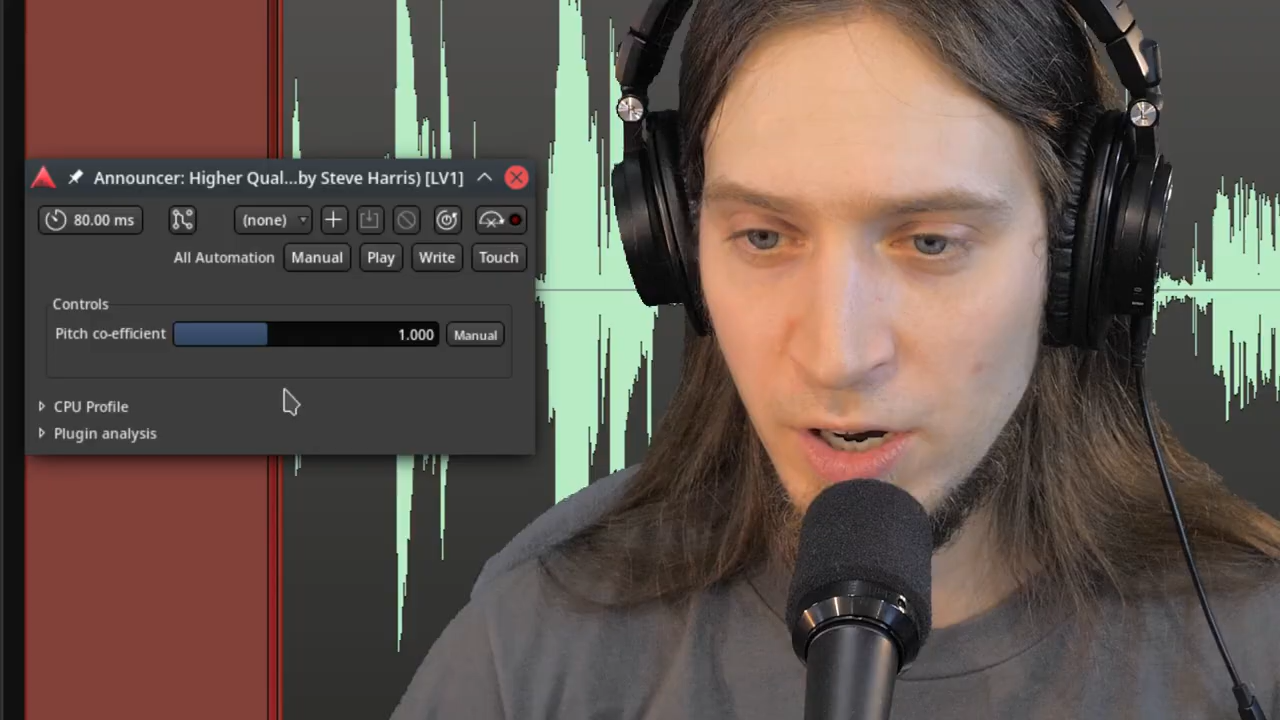 Announcer: Higher Qual...by Steve Harris) [LV1]
80.00 ms (none)
All Automation Manual Play Write Touch
Controls
Pitch co-efficient 1.000 Manual
CPU Profile
Plugin analysis